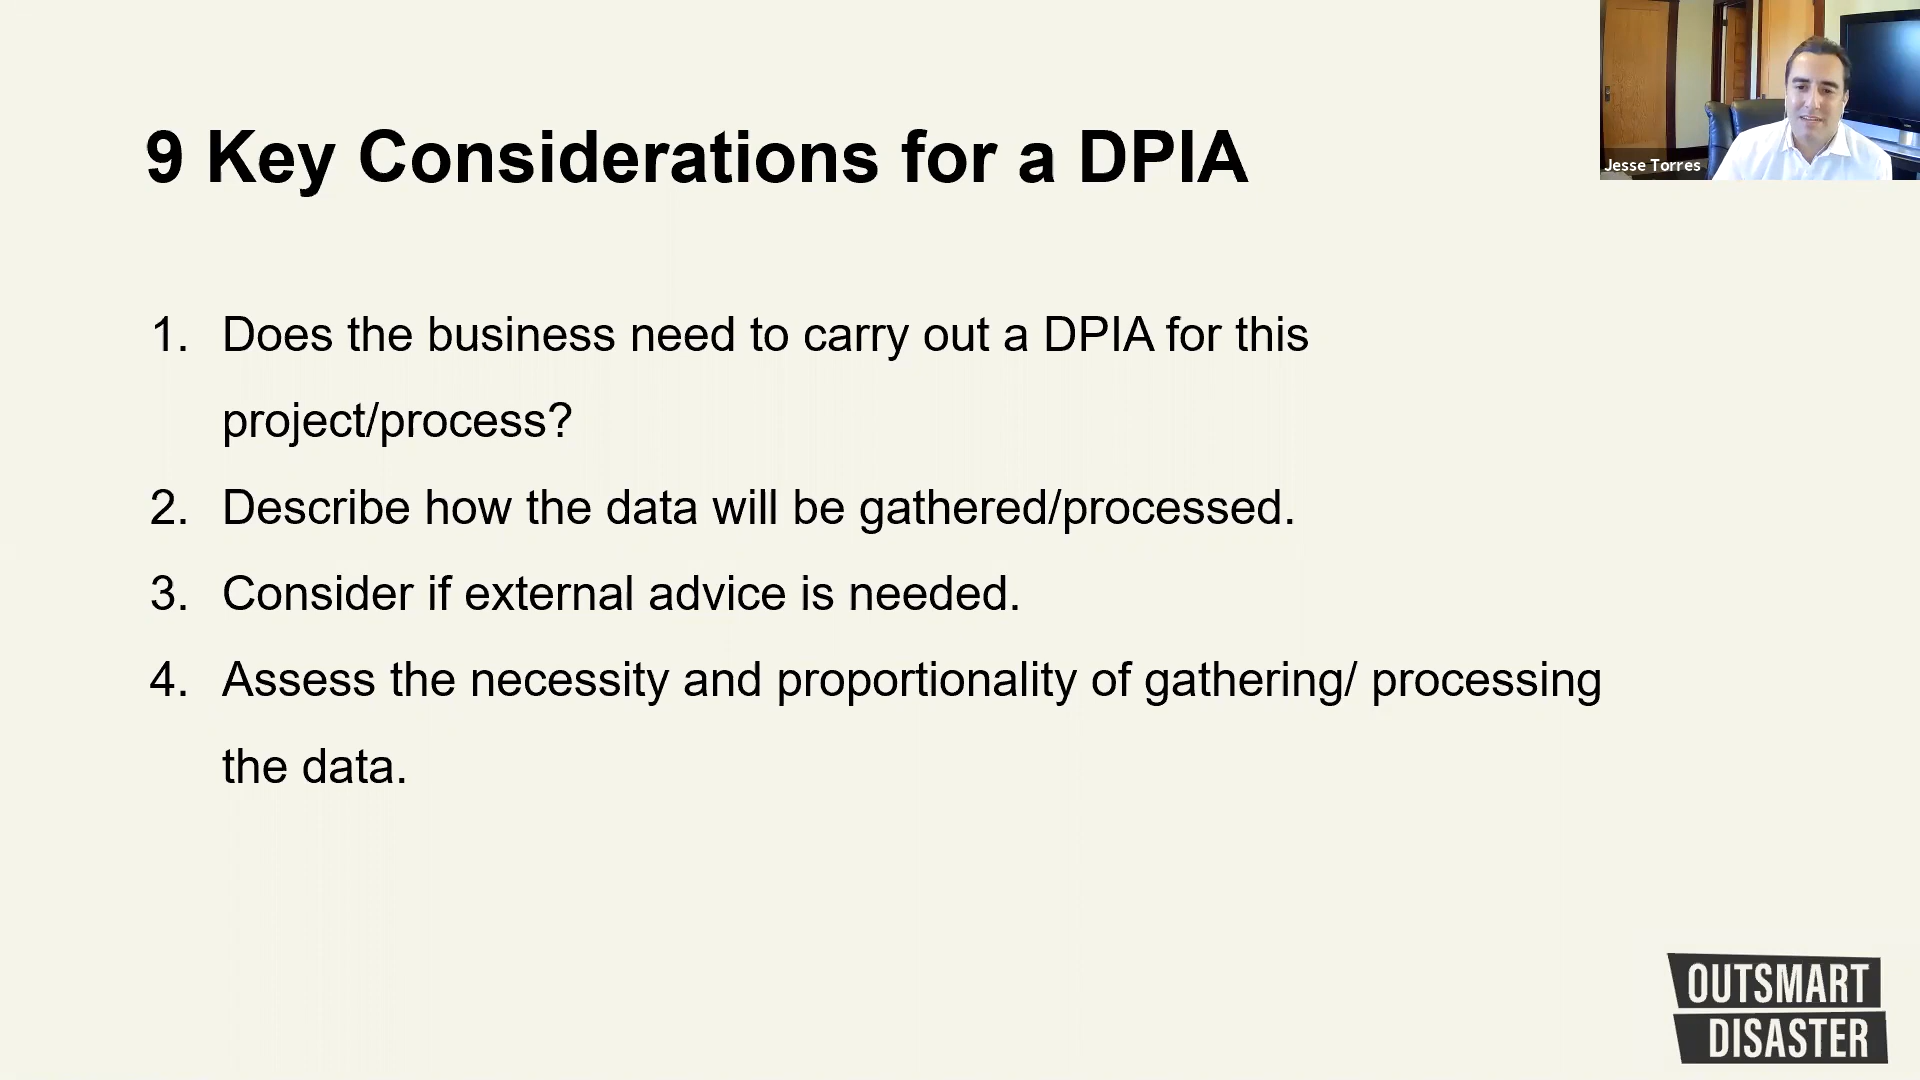 9 Key Considerations for a DPIA
Jesse Torres
1. Does the business need to carry out a DPIA for this
project/process?
2. Describe how the data will be gathered/processed.
3. Consider if external advice is needed.
4. Assess the necessity and proportionality of gathering/ processing
the data.
OUTSMART
DISASTER